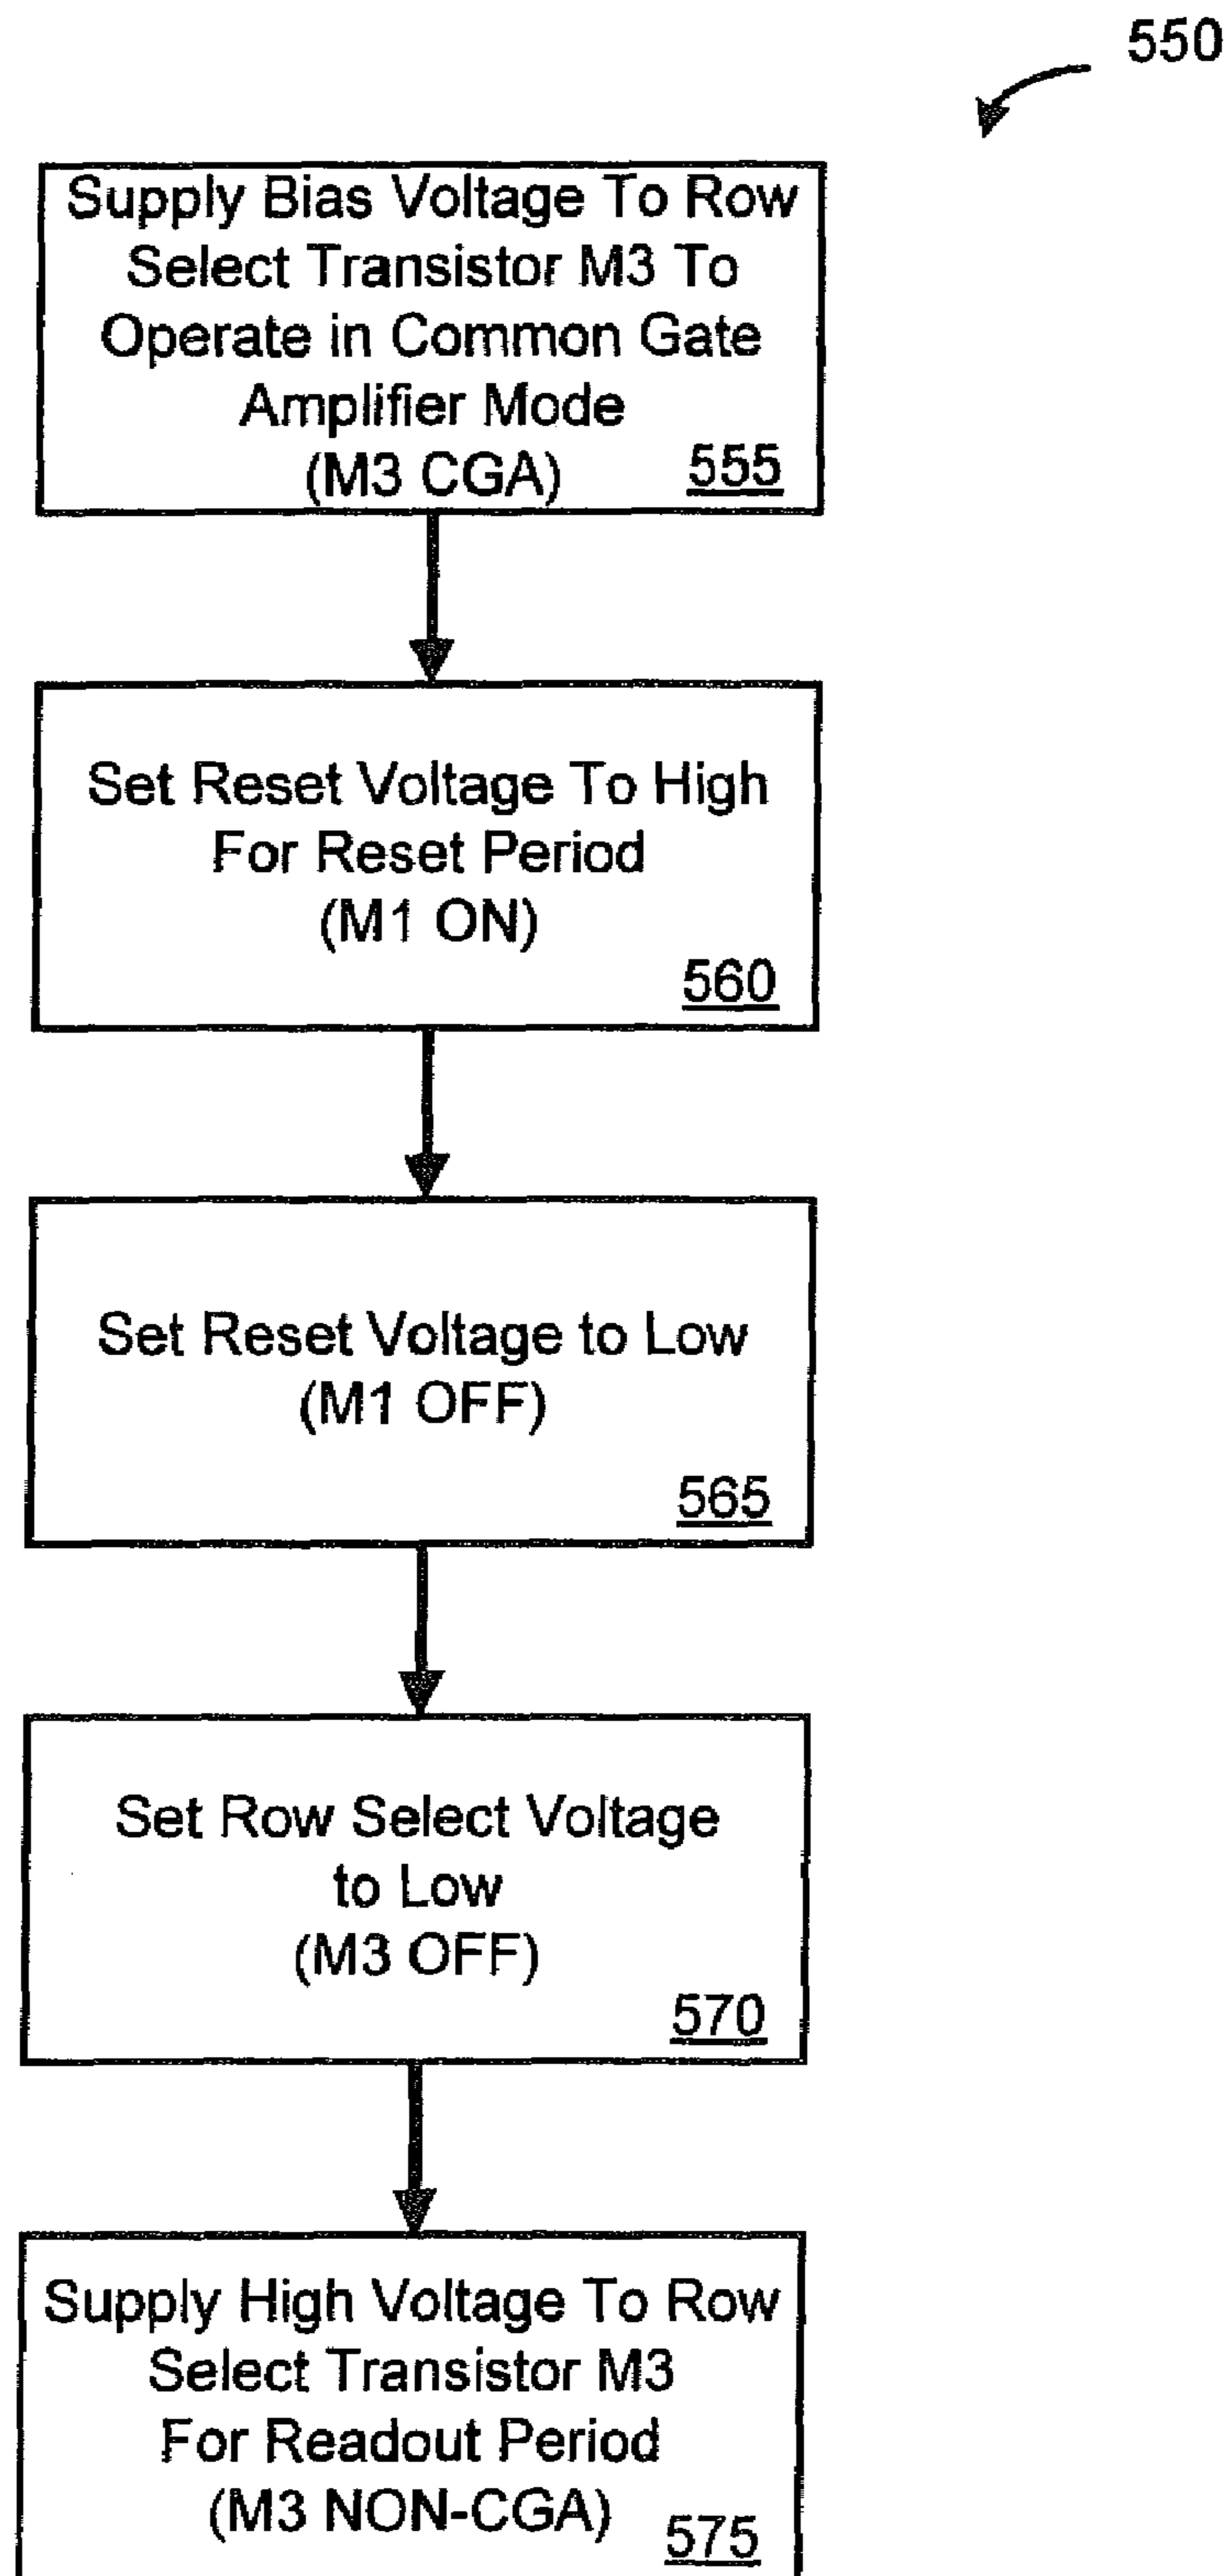 550
Supply Bias Voltage To Row
Select Transistor M3 To
Operate in Common Gate
Amplifier Mode
(M3 CGA)
555
Set Reset Voltage To High
For Reset Period
(M1 ON)
560
Set Reset Voltage to Low
(M1 OFF)
565
Set Row Select Voltage
to Low
(M3 OFF)
570
Supply High Voltage To Row
Select Transistor M3
For Readout Period
(M3 NON-CGA)
575